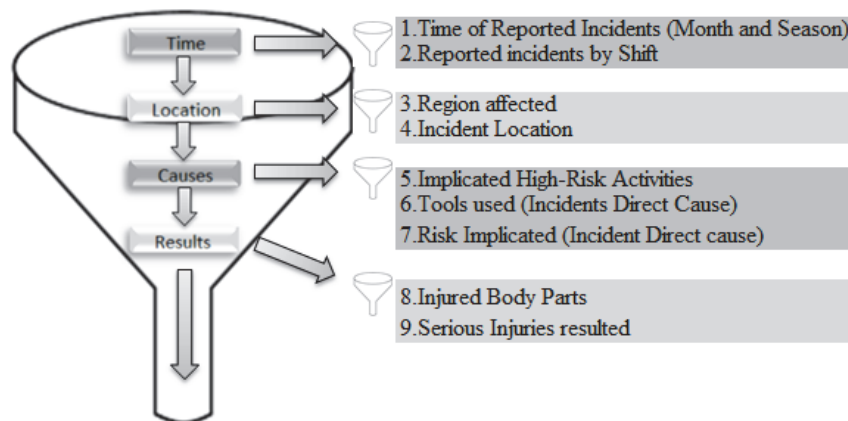 Time
1.Time of Reported Incidents (Month and Season)
2.Reported incidents by Shift
Location
3.Region affected
4.Incident Location
Causes
5.Implicated High-Risk Activities
6.Tools used (Incidents Direct Cause)
7.Risk Implicated (Incident Direct cause)
Results
8.Injured Body Parts
9.Serious Injuries resulted